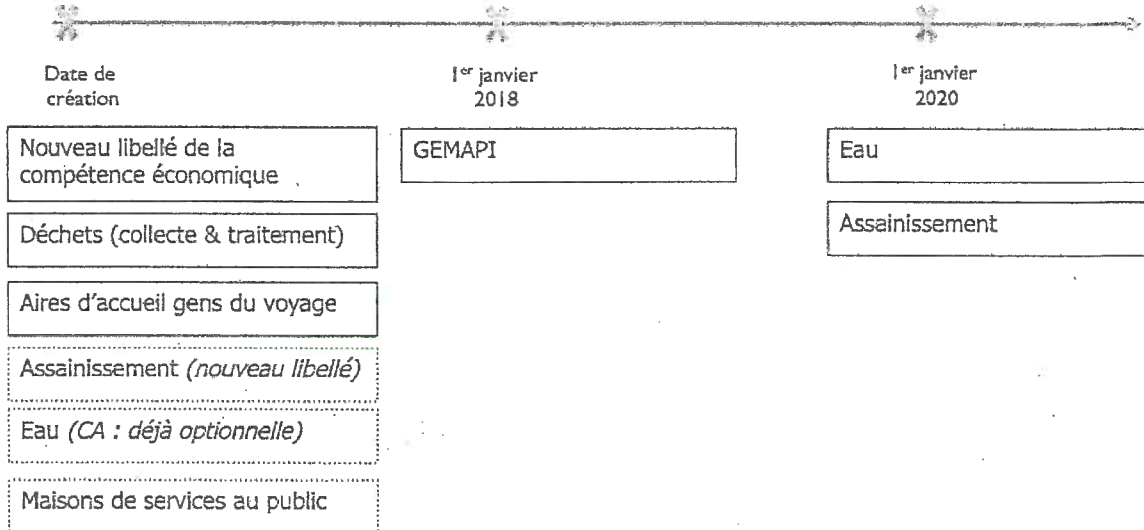 Date de
création
1er janvier
2018
1er janvier
2020
Nouveau libellé de la
compétence économique
Déchets (collecte & traitement)
Aires d'accueil gens du voyage
Assainissement (nouveau libellé)
Eau (CA : déjà optionnelle)
Maisons de services au public
GEMAPI
Eau
Assainissement